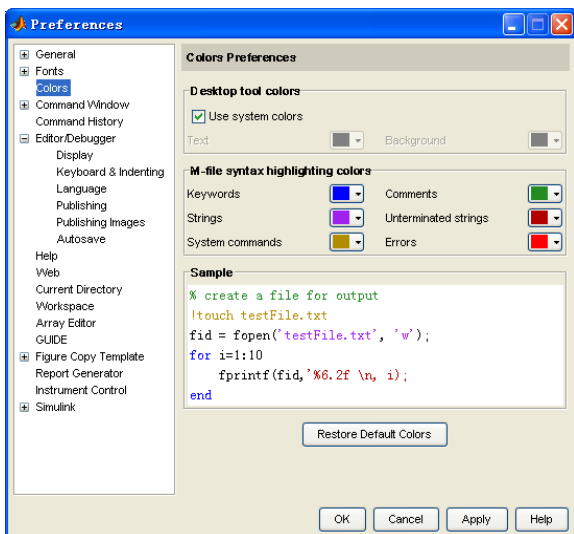 Preferences
General
Fonts
Colors
Command Window
Command History
Editor/Debugger
Display
Keyboard & Indenting
Language
Publishing
Publishing Images
Autosave
Help
Web
Current Directory
Workspace
Array Editor
GUIDE
Figure Copy Template
Report Generator
Instrument Control
Simulink
Colors Preferences
Desktop tool colors
Use system colors
Text Background
M-file syntax highlighting colors
Keywords Comments
Strings Unterminated strings
System commands Errors
Sample
% create a file for output
!touch testFile.txt
fid = fopen('testFile.txt', 'w');
for i=1:10
fprintf(fid,'%6.2f \n, i);
end
Restore Default Colors
OK Cancel Apply Help